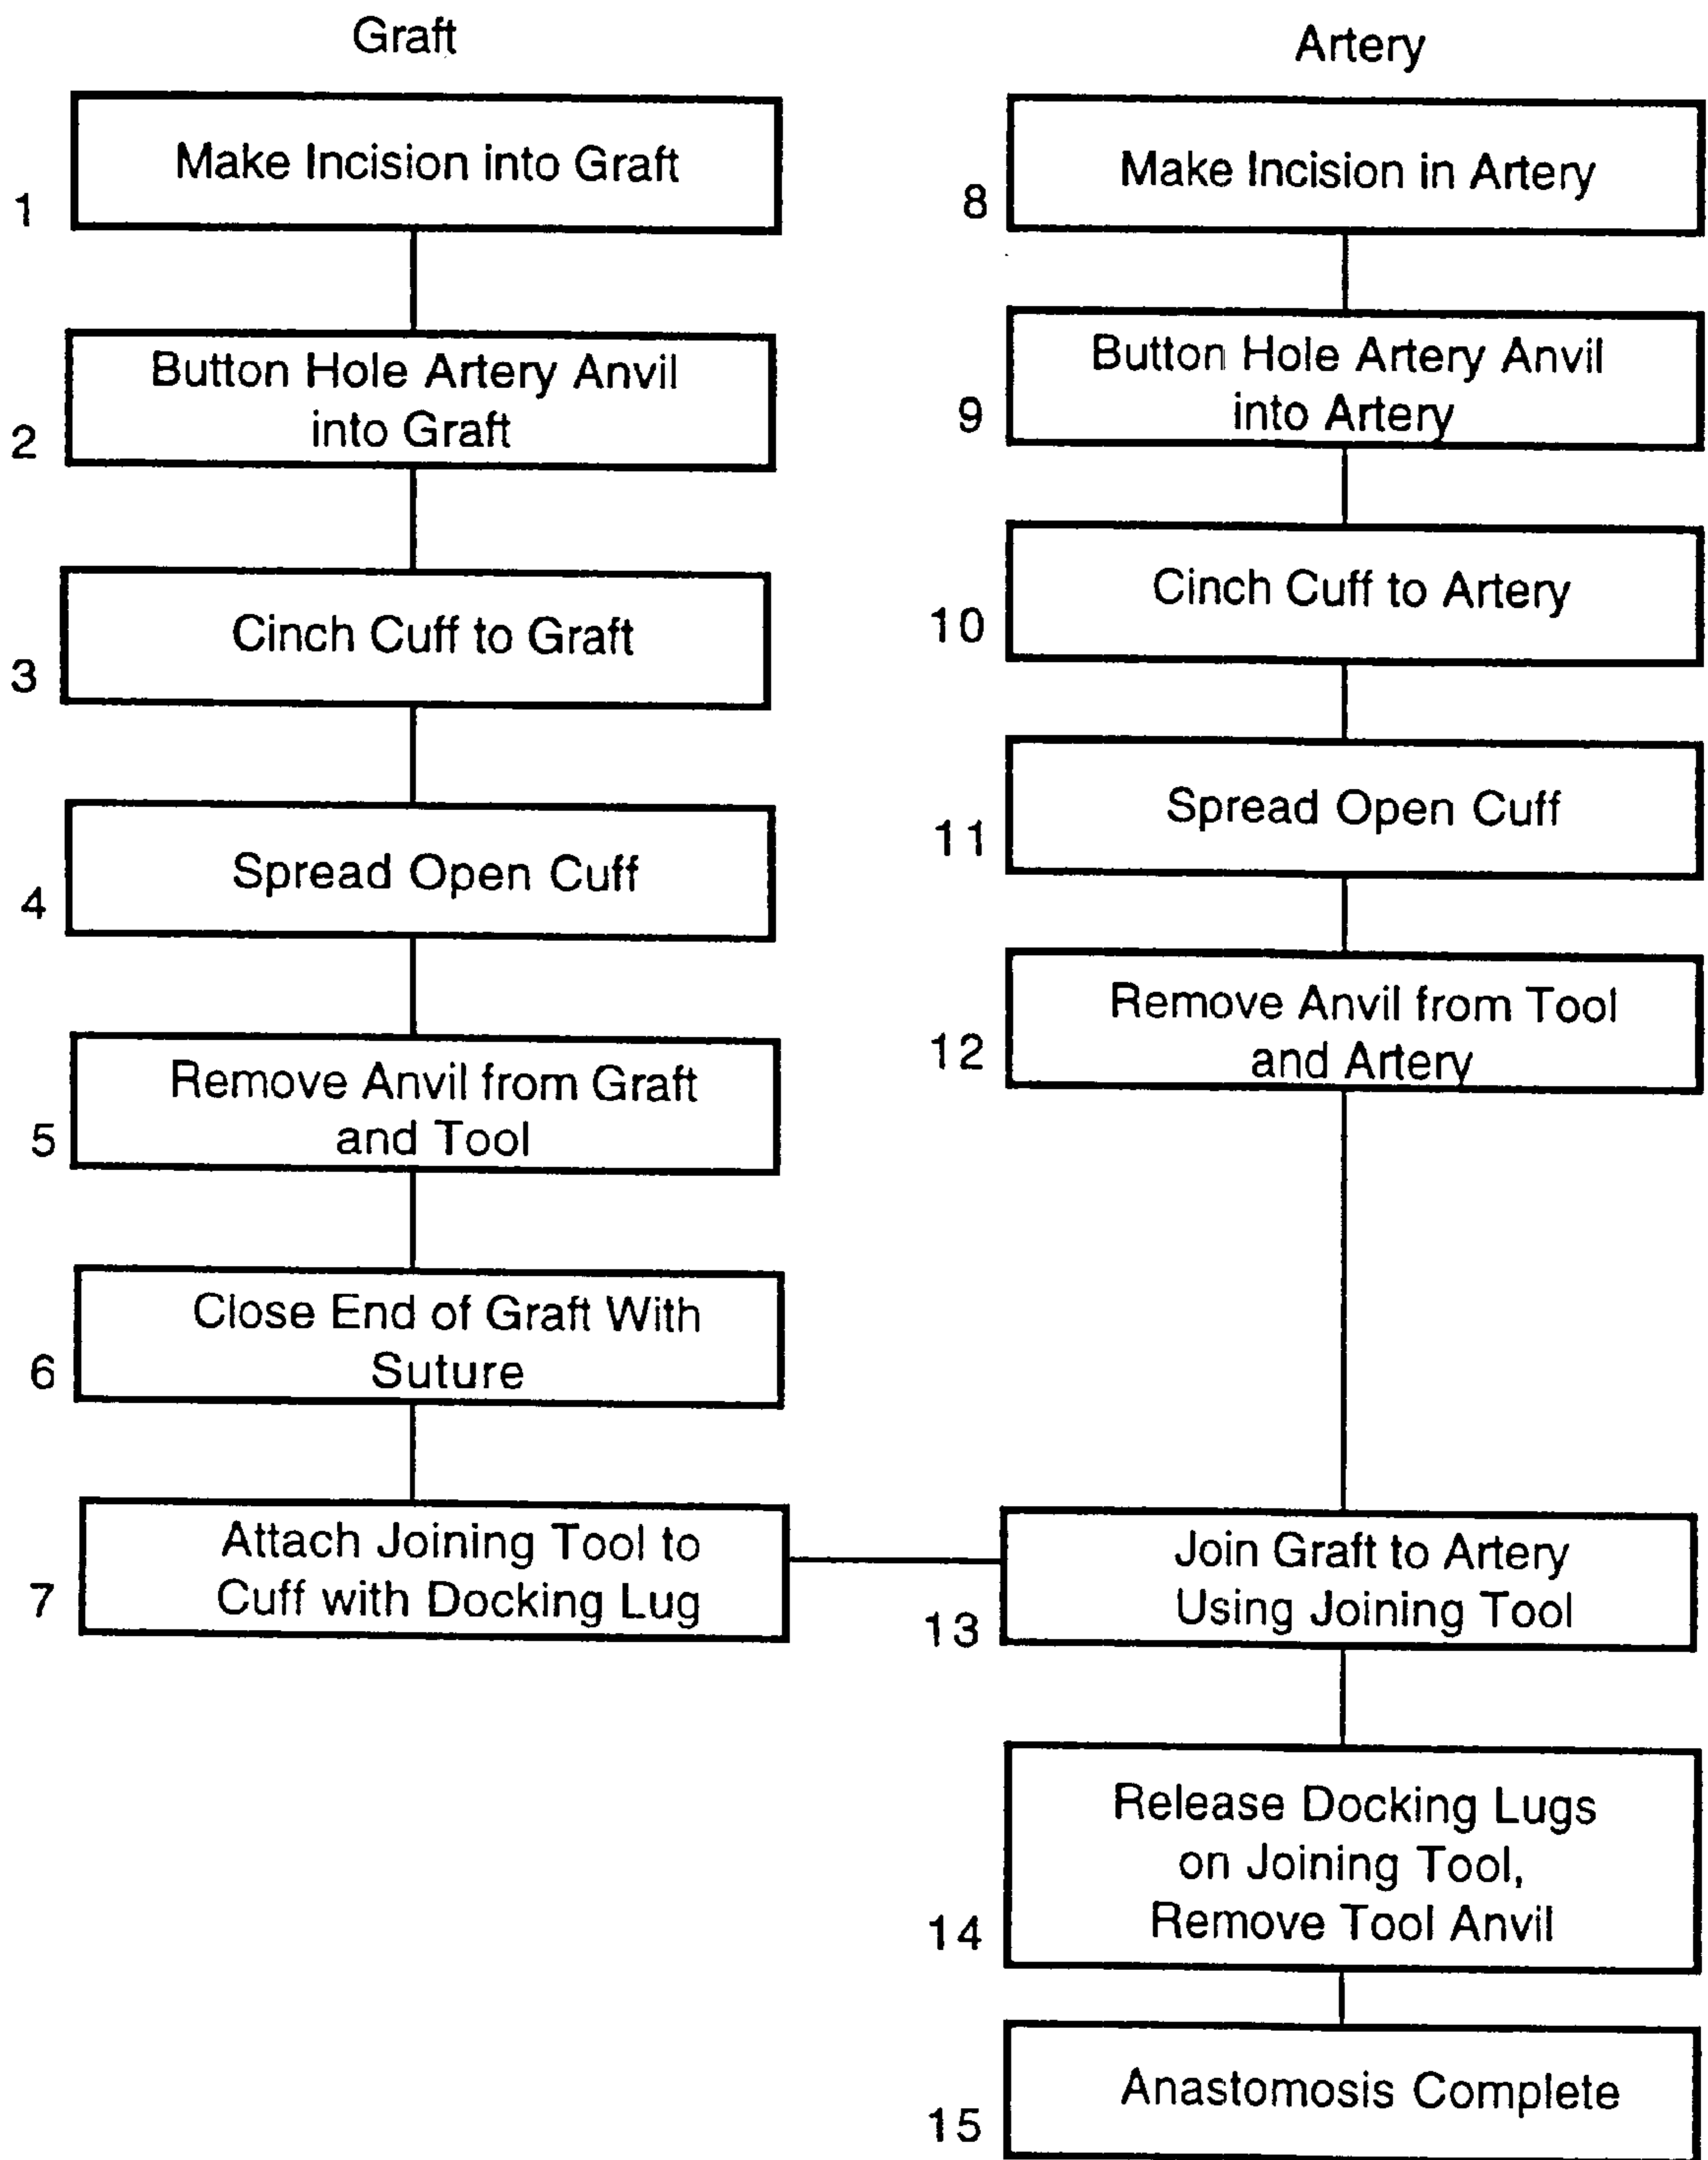 Graft
Make Incision into Graft
1
Button Hole Artery Anvil
into Graft
2
Cinch Cuff to Graft
3
Spread Open Cuff
4
Remove Anvil from Graft
and Tool
5
Close End of Graft With
Suture
6
Attach Joining Tool to
Cuff with Docking Lug
7
Artery
Make Incision in Artery
8
Button Hole Artery Anvil
into Artery
9
Cinch Cuff to Artery
10
Spread Open Cuff
11
Remove Anvil from Tool
and Artery
12
Join Graft to Artery
Using Joining Tool
13
Release Docking Lugs
on Joining Tool,
Remove Tool Anvil
14
Anastomosis Complete
15